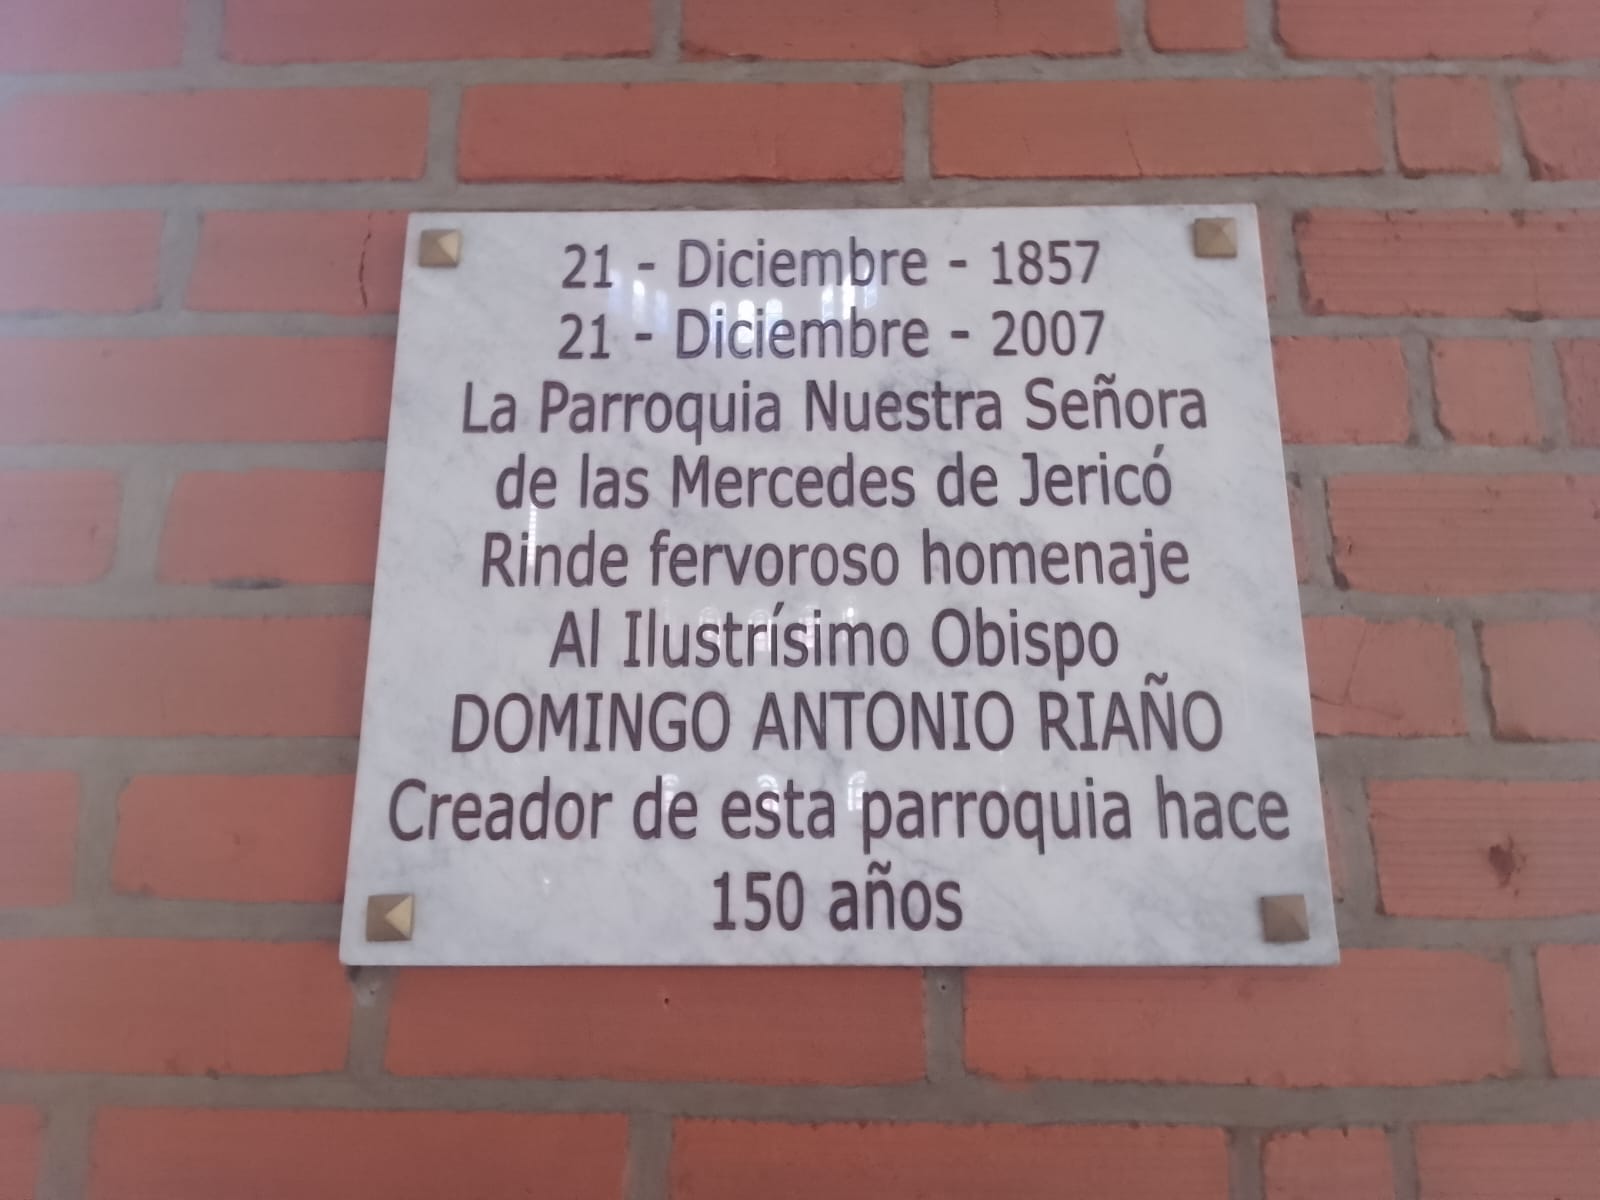 21 - Diciembre - 1857
21 - Diciembre - 2007
La Parroquia Nuestra Señora
de las Mercedes de Jericó
Rinde fervoroso homenaje
Al Ilustrísimo Obispo
DOMINGO ANTONIO RIAÑO
Creador de esta parroquia hace
150 años